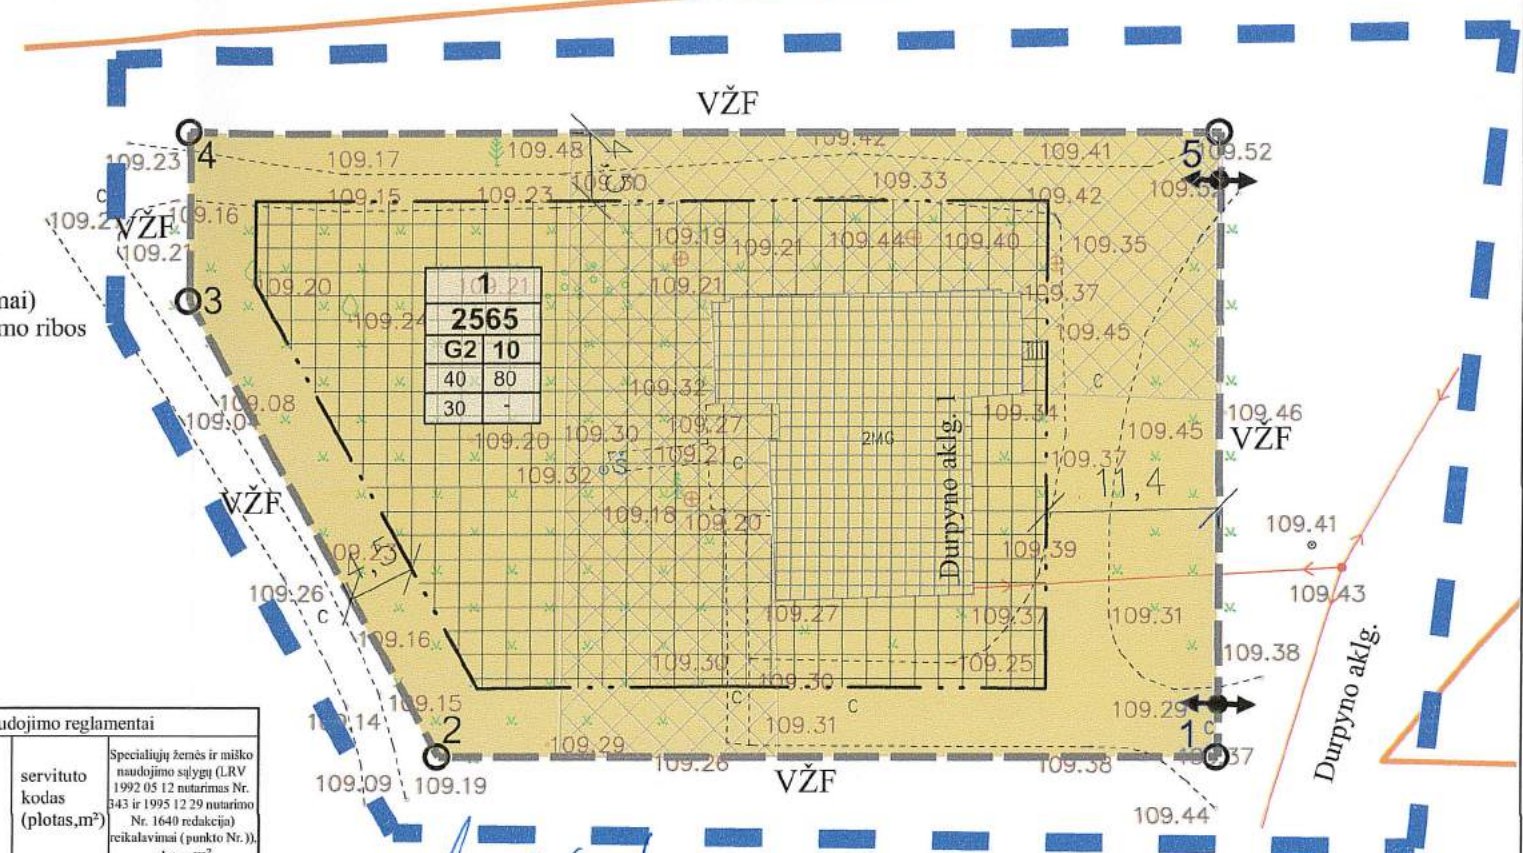 VŽF
109.42
4
109.23
109.17
109.48
109.41
5
109.52
109.15
109.23
109.33
109.42
C
109.16
VŽF
109.21
109.19
109.21
109.44
109.40
109.35
109.20
1
109.21
109.21
109.37
mai)
mo ribos
3
109.24
2565
109.45
G2 10
40 80
30 -
109.32
C
109.08
109.34
109.46
109.20
109.30
109.27
109.45
VŽF
2MG
109.21
109.37
109.32
C
11,4
VŽF
109.18
109.20
Durpyno aklg. 1
109.41
109.23
4,5
109.39
109.26
C
109.43
109.27
109.37
109.31
109.16
109.30
109.25
109.38
109.30
109.15
C
C
109.29
109.31
Durpyno aklg.
udojimo reglamentai
2
1
C
109.29
109.26
109.38
servituto
kodas
(plotas,m²)
Specialiųjų žemės ir miško
naudojimo sąlygų (LRV
1992 05 12 nutarimas Nr.
343 ir 1995 12 29 nutarimo
Nr. 1640 redakcija)
reikalavimai (punkto Nr.)).
109.09
109.19
VŽF
109.44